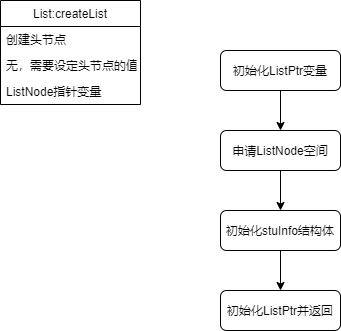 List:createList
创建头节点
无，需要设定头节点的值
ListNode指针变量
初始化ListPtr变量
申请ListNode空间
初始化stuInfo结构体
初始化ListPtr并返回